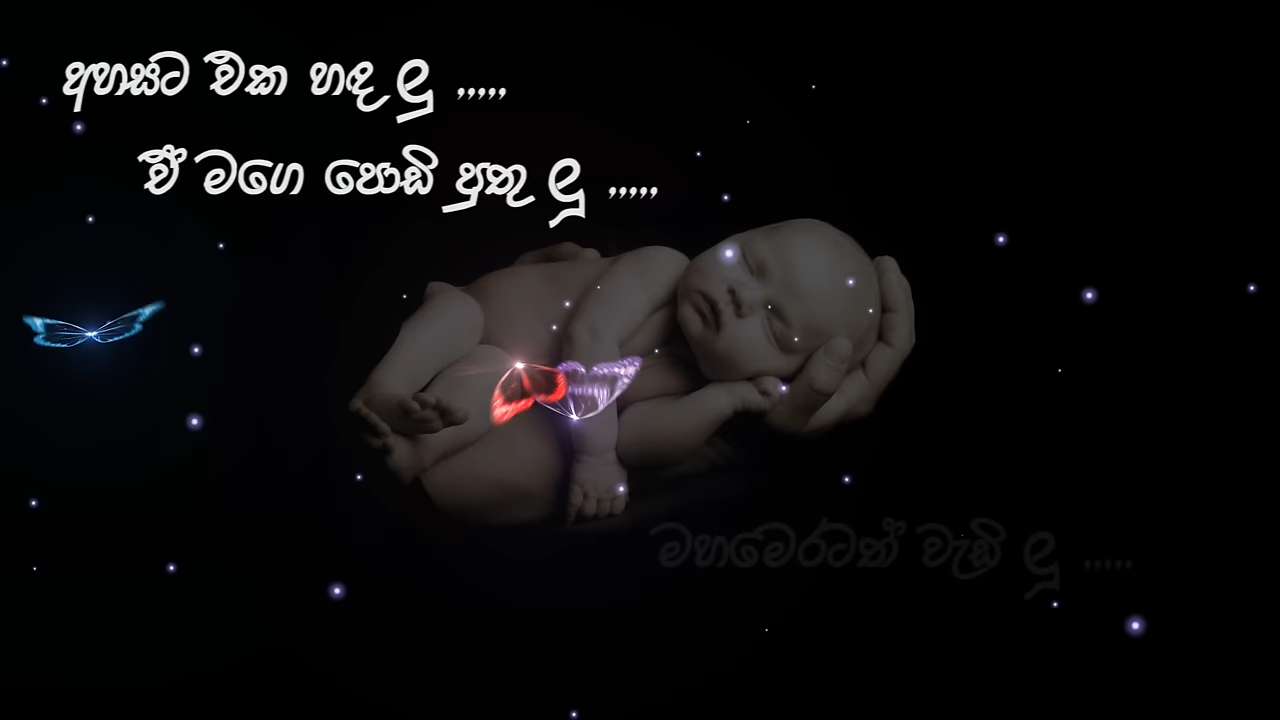 අහසට එක හඳ ලු .....
ඒ මගෙ පොඩි පුතු ලු .....
මහමෙරටත් වැඩි ලු .....